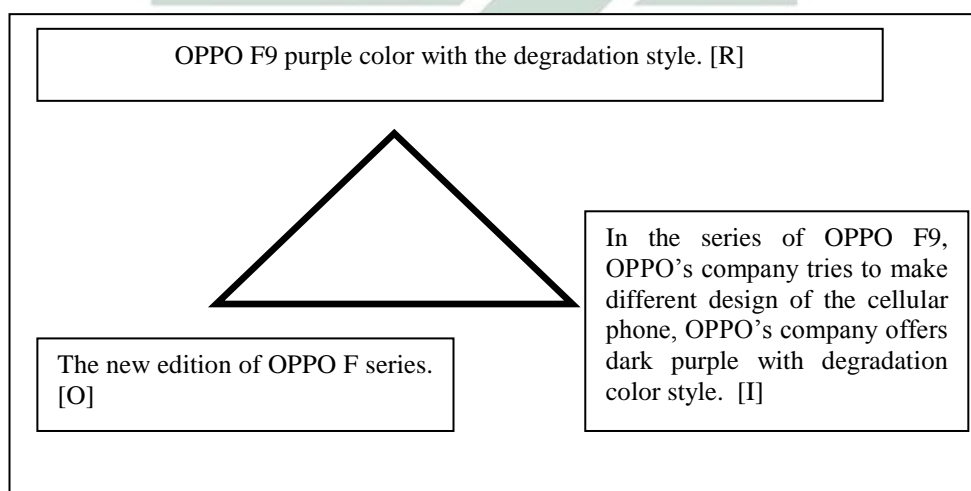 OPPO F9 purple color with the degradation style. [R]
In the series of OPPO F9,
OPPO’s company tries to make
different design of the cellular
phone, OPPO’s company offers
dark purple with degradation
color style. [I]
The new edition of OPPO F series.
[O]